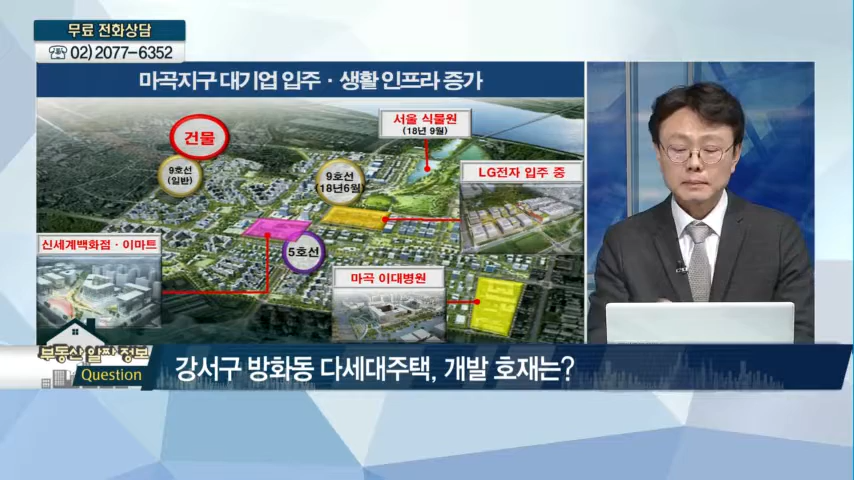 무료 전화상담
02) 2077-6352
마곡지구 대기업 입주 · 생활 인프라 증가
건물
9호선
(일반)
9호선
(18년6월)
서울 식물원
(18년 9월)
LG전자 입주 중
신세계백화점 · 이마트
5호선
마곡 이대병원
부동산 알짜 정보
Question
강서구 방화동 다세대주택, 개발 호재는?